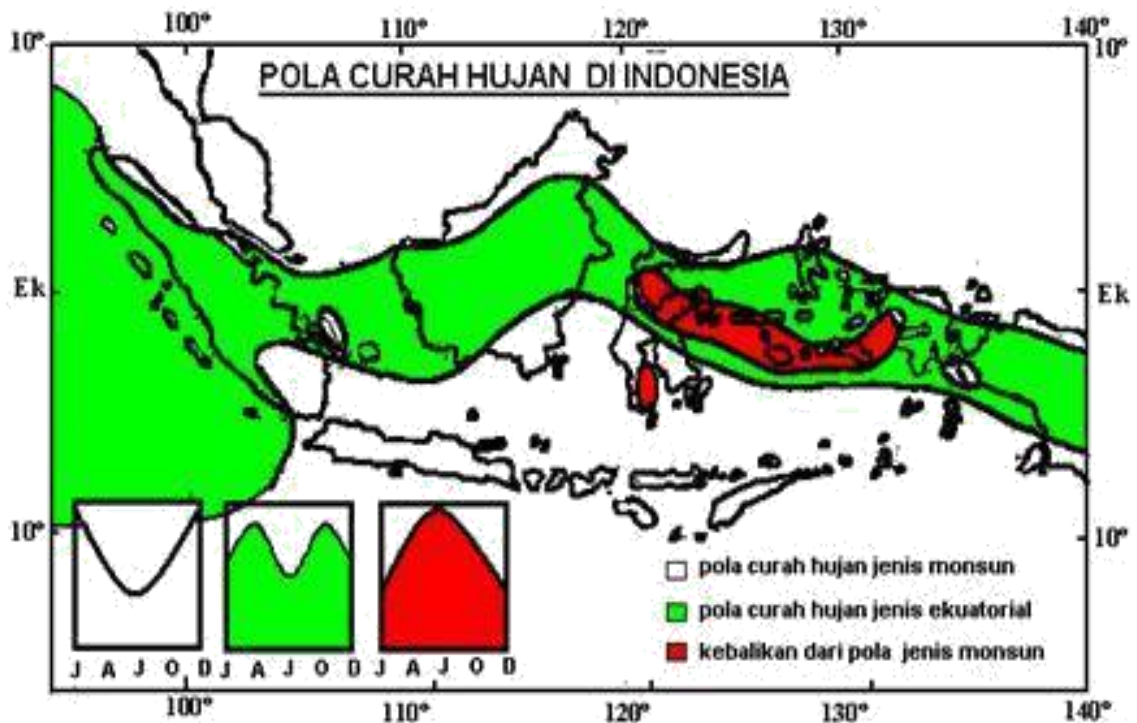 100° 110° 120° 130° 140°
10° 10°
POLA CURAH HUJAN DI INDONESIA
Ek Ek
10° 10°
pola curah hujan jenis monsun
pola curah hujan jenis ekuatorial
kebalikan dari pola jenis monsun
J A J O D J A J O D J A J O D
100° 110° 120° 130° 140°